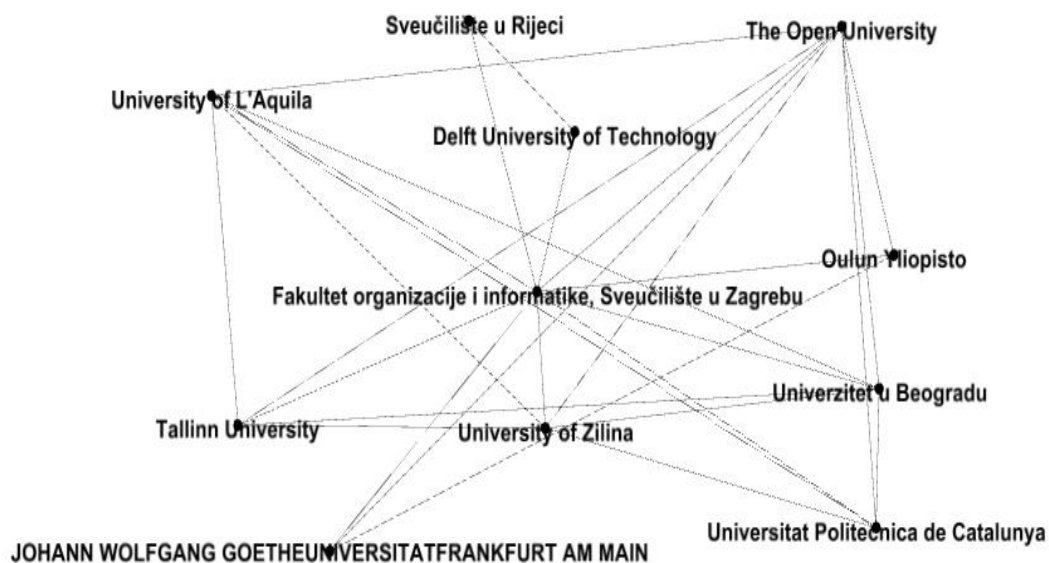 Sveučilište u Rijeci
The Open University
University of L'Aquila
Delft University of Technology
Oulun Yliopisto
Fakultet organizacije i informatike, Sveučilište u Zagrebu
Univerzitet u Beogradu
Tallinn University
University of Zilina
Universitat Politecnica de Catalunya
JOHANN WOLFGANG GOETHEUNIVERSITATFRANKFURT AM MAIN